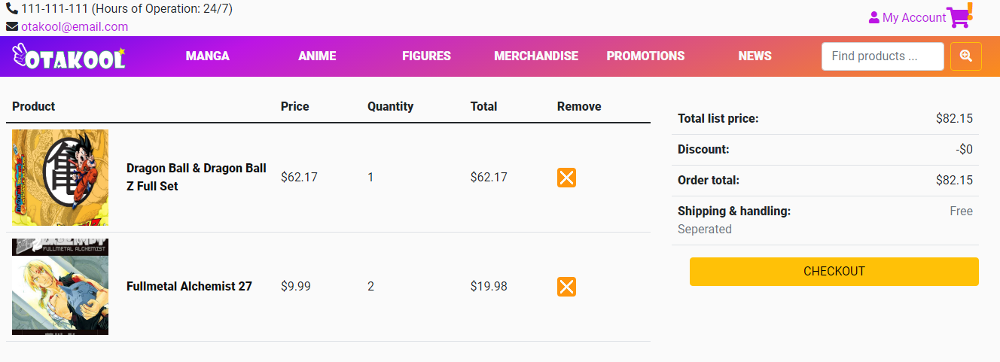 111-111-111 (Hours of Operation: 24/7)
otakool@email.com
My Account
OTAKOOL
MANGA
ANIME
FIGURES
MERCHANDISE
PROMOTIONS
NEWS
Find products ...
Product
Price
Quantity
Total
Remove
亀
Dragon Ball & Dragon Ball
Z Full Set
$62.17
1
$62.17
FULLMETAL ALCHEMIST
Fullmetal Alchemist 27
$9.99
2
$19.98
Total list price:
$82.15
Discount:
-$0
Order total:
$82.15
Shipping & handling:
Free
Seperated
CHECKOUT